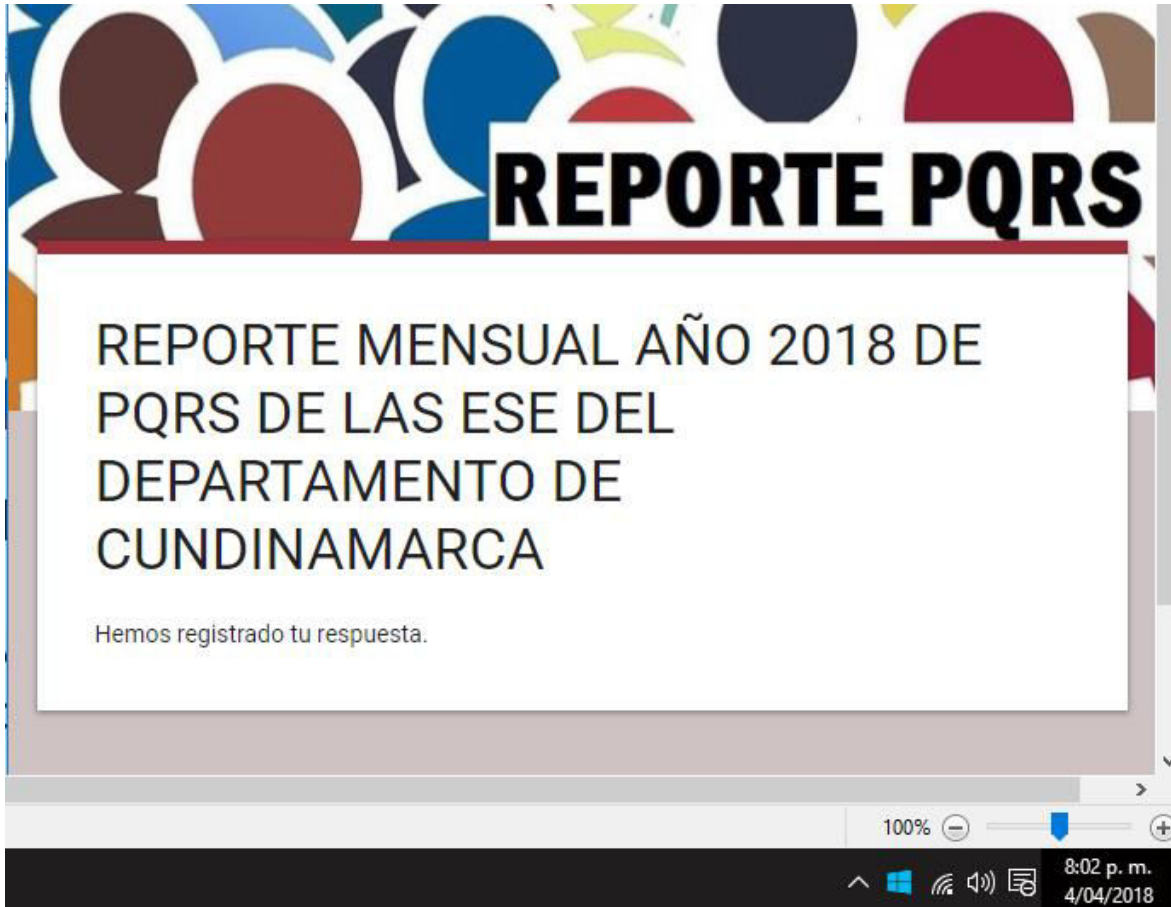 REPORTE PQRS
REPORTE MENSUAL AÑO 2018 DE
PQRS DE LAS ESE DEL
DEPARTAMENTO DE
CUNDINAMARCA
Hemos registrado tu respuesta.
100%
8:02 p. m.
4/04/2018